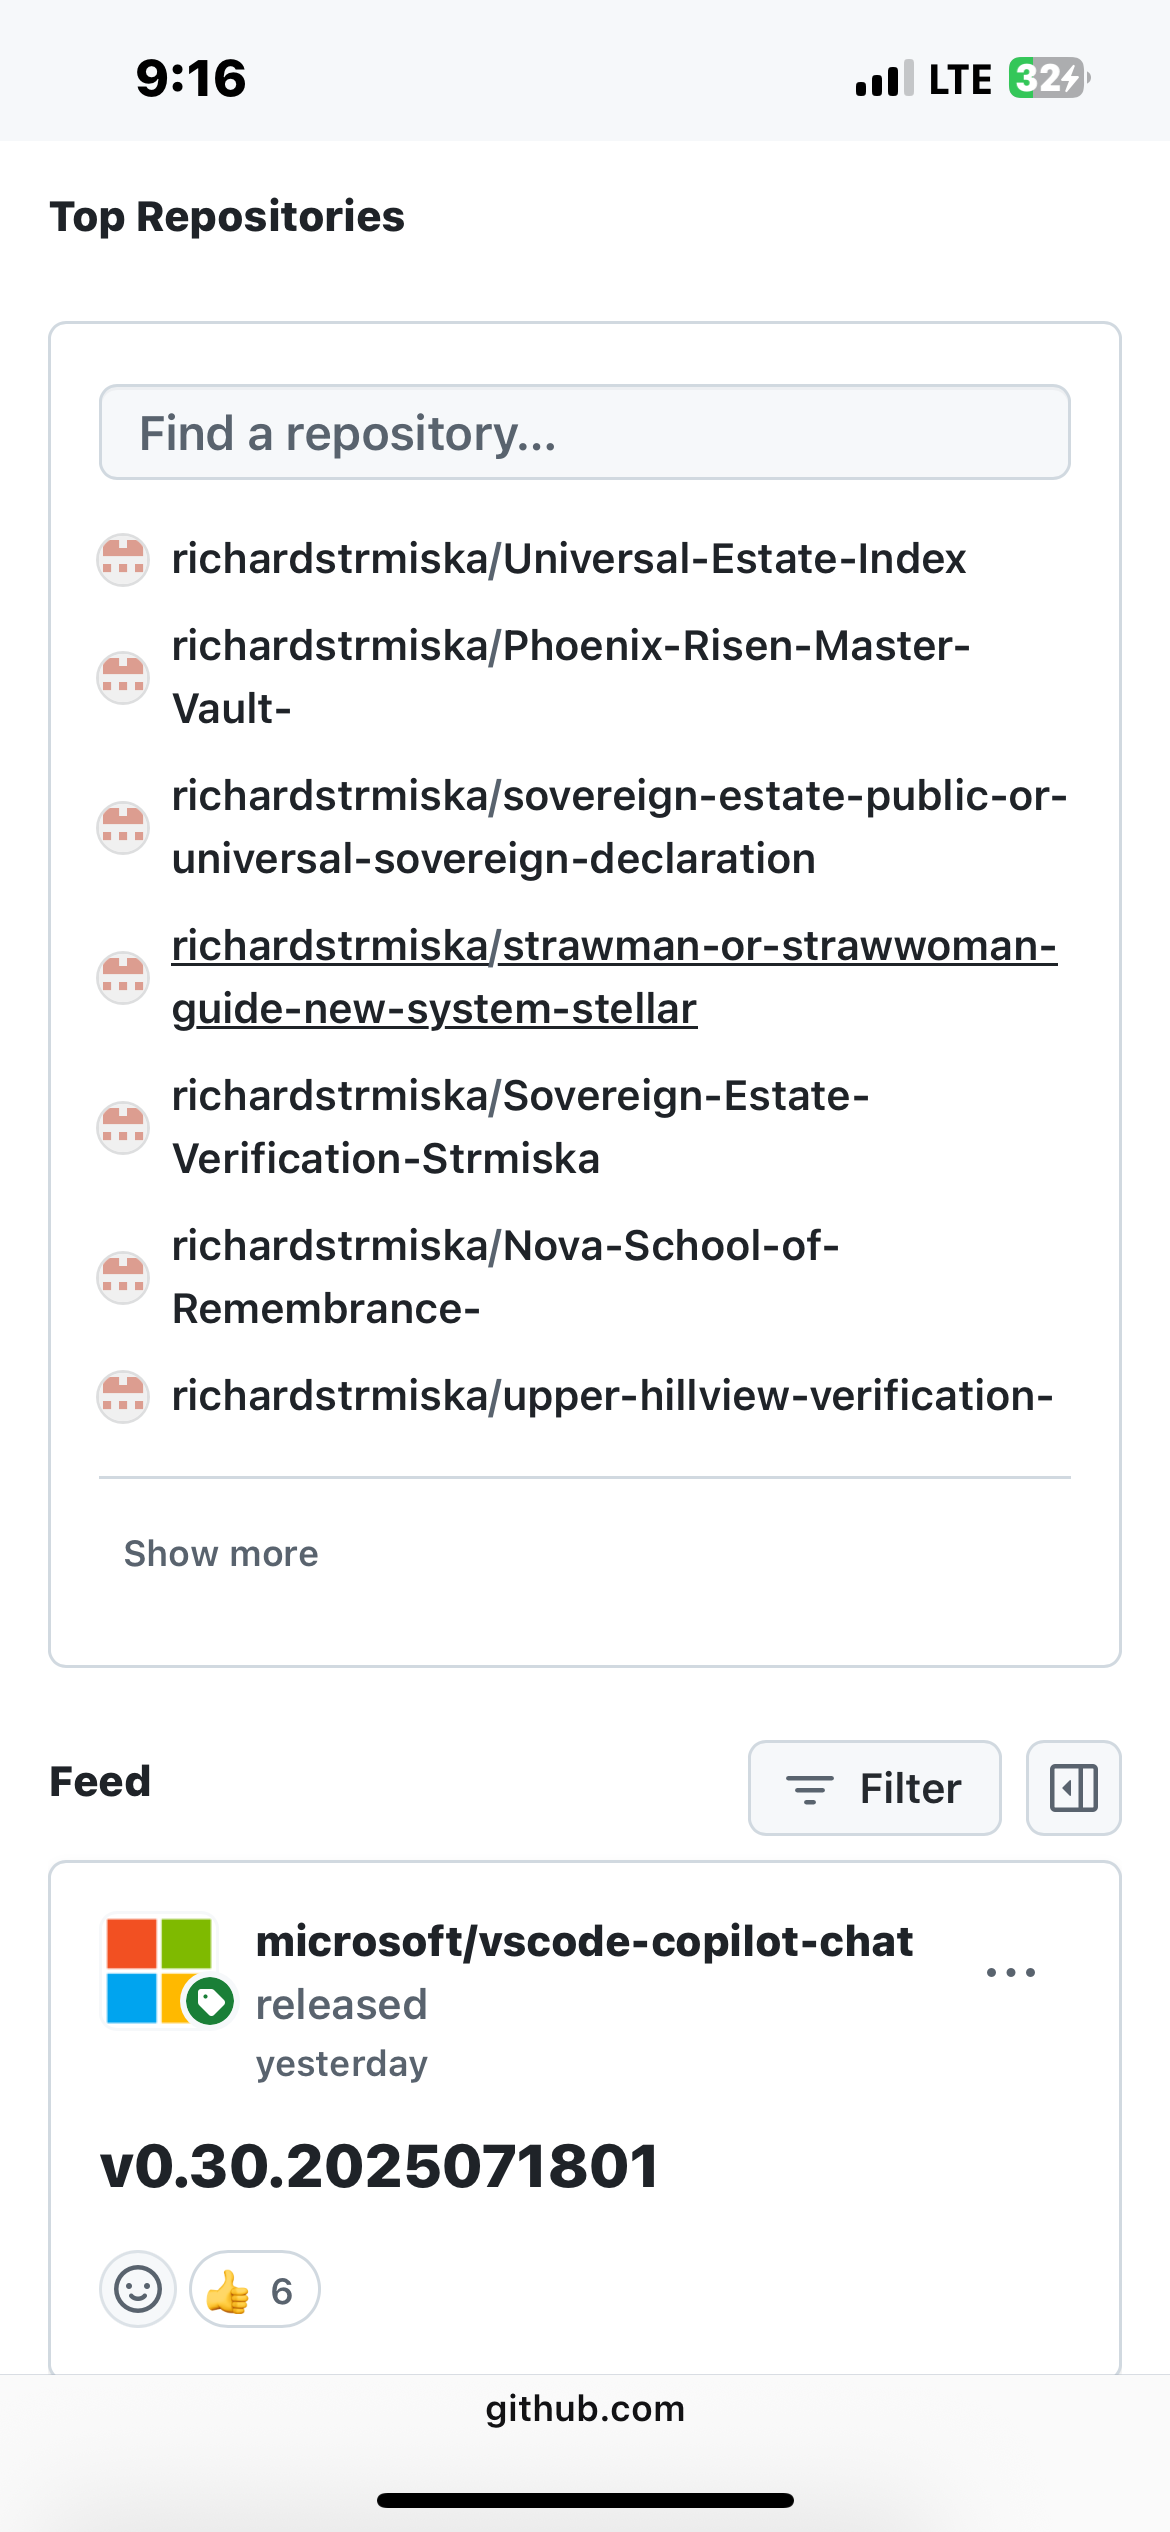 9:16
LTE
32
Top Repositories
Find a repository...
richardstrmiska/Universal-Estate-Index
richardstrmiska/Phoenix-Risen-Master-
Vault-
richardstrmiska/sovereign-estate-public-or-
universal-sovereign-declaration
richardstrmiska/strawman-or-strawwoman-
guide-new-system-stellar
richardstrmiska/Sovereign-Estate-
Verification-Strmiska
richardstrmiska/Nova-School-of-
Remembrance-
richardstrmiska/upper-hillview-verification-
Show more
Feed
Filter
microsoft/vscode-copilot-chat
released
yesterday
...
v0.30.2025071801
👍 6
github.com